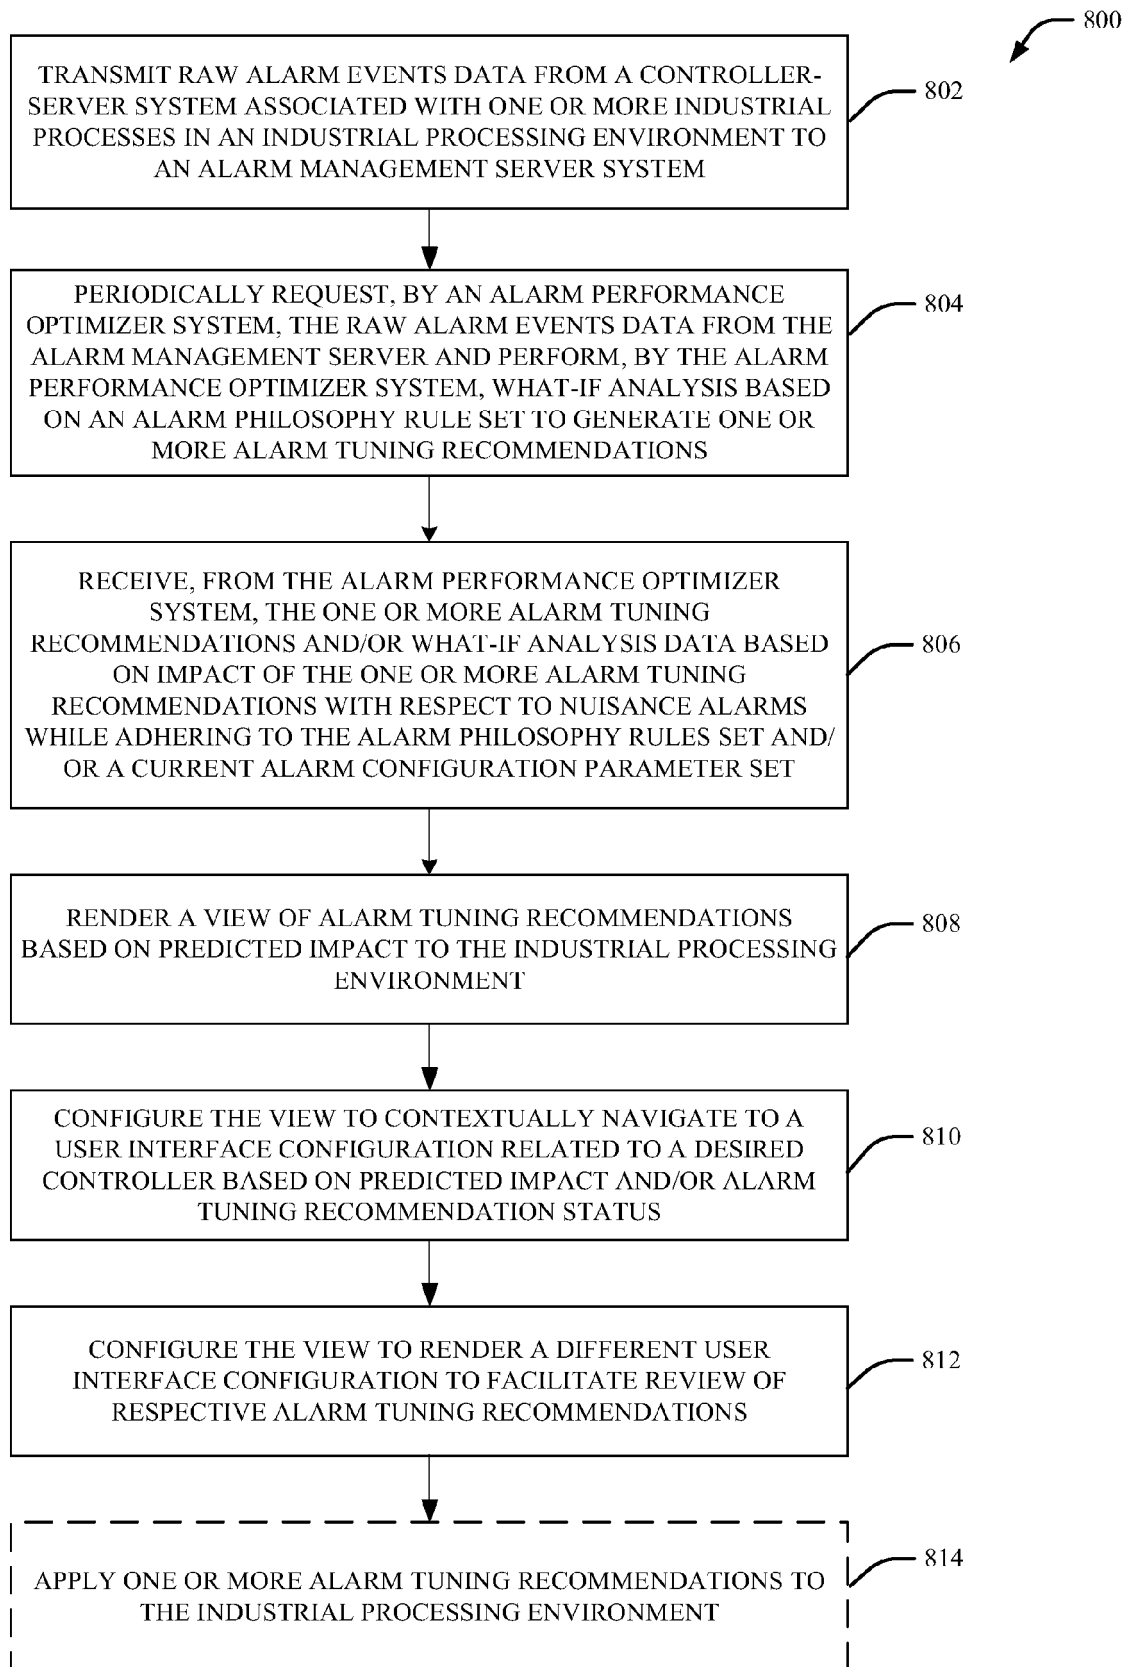 800
TRANSMIT RAW ALARM EVENTS DATA FROM A CONTROLLER-
SERVER SYSTEM ASSOCIATED WITH ONE OR MORE INDUSTRIAL
PROCESSES IN AN INDUSTRIAL PROCESSING ENVIRONMENT TO
AN ALARM MANAGEMENT SERVER SYSTEM
802
PERIODICALLY REQUEST, BY AN ALARM PERFORMANCE
OPTIMIZER SYSTEM, THE RAW ALARM EVENTS DATA FROM THE
ALARM MANAGEMENT SERVER AND PERFORM, BY THE ALARM
PERFORMANCE OPTIMIZER SYSTEM, WHAT-IF ANALYSIS BASED
ON AN ALARM PHILOSOPHY RULE SET TO GENERATE ONE OR
MORE ALARM TUNING RECOMMENDATIONS
804
RECEIVE, FROM THE ALARM PERFORMANCE OPTIMIZER
SYSTEM, THE ONE OR MORE ALARM TUNING
RECOMMENDATIONS AND/OR WHAT-IF ANALYSIS DATA BASED
ON IMPACT OF THE ONE OR MORE ALARM TUNING
RECOMMENDATIONS WITH RESPECT TO NUISANCE ALARMS
WHILE ADHERING TO THE ALARM PHILOSOPHY RULES SET AND/
OR A CURRENT ALARM CONFIGURATION PARAMETER SET
806
RENDER A VIEW OF ALARM TUNING RECOMMENDATIONS
BASED ON PREDICTED IMPACT TO THE INDUSTRIAL PROCESSING
ENVIRONMENT
808
CONFIGURE THE VIEW TO CONTEXTUALLY NAVIGATE TO A
USER INTERFACE CONFIGURATION RELATED TO A DESIRED
CONTROLLER BASED ON PREDICTED IMPACT AND/OR ALARM
TUNING RECOMMENDATION STATUS
810
CONFIGURE THE VIEW TO RENDER A DIFFERENT USER
INTERFACE CONFIGURATION TO FACILITATE REVIEW OF
RESPECTIVE ALARM TUNING RECOMMENDATIONS
812
APPLY ONE OR MORE ALARM TUNING RECOMMENDATIONS TO
THE INDUSTRIAL PROCESSING ENVIRONMENT
814